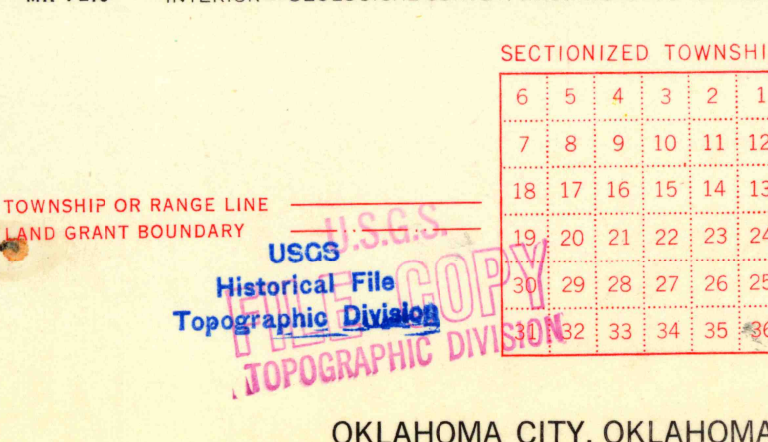 INTERIOR
SECTIONIZED TOWNSHI
6 5 4 3 2 1
7 8 9 10 11 12
18 17 16 15 14 13
19 20 21 22 23 24
30 29 28 27 26 25
31 32 33 34 35 36
TOWNSHIP OR RANGE LINE
LAND GRANT BOUNDARY
U.S.G.S.
FILE COPY
TOPOGRAPHIC DIVISION
USGS
Historical File
Topographic Division
OKLAHOMA CITY, OKLAHOMA